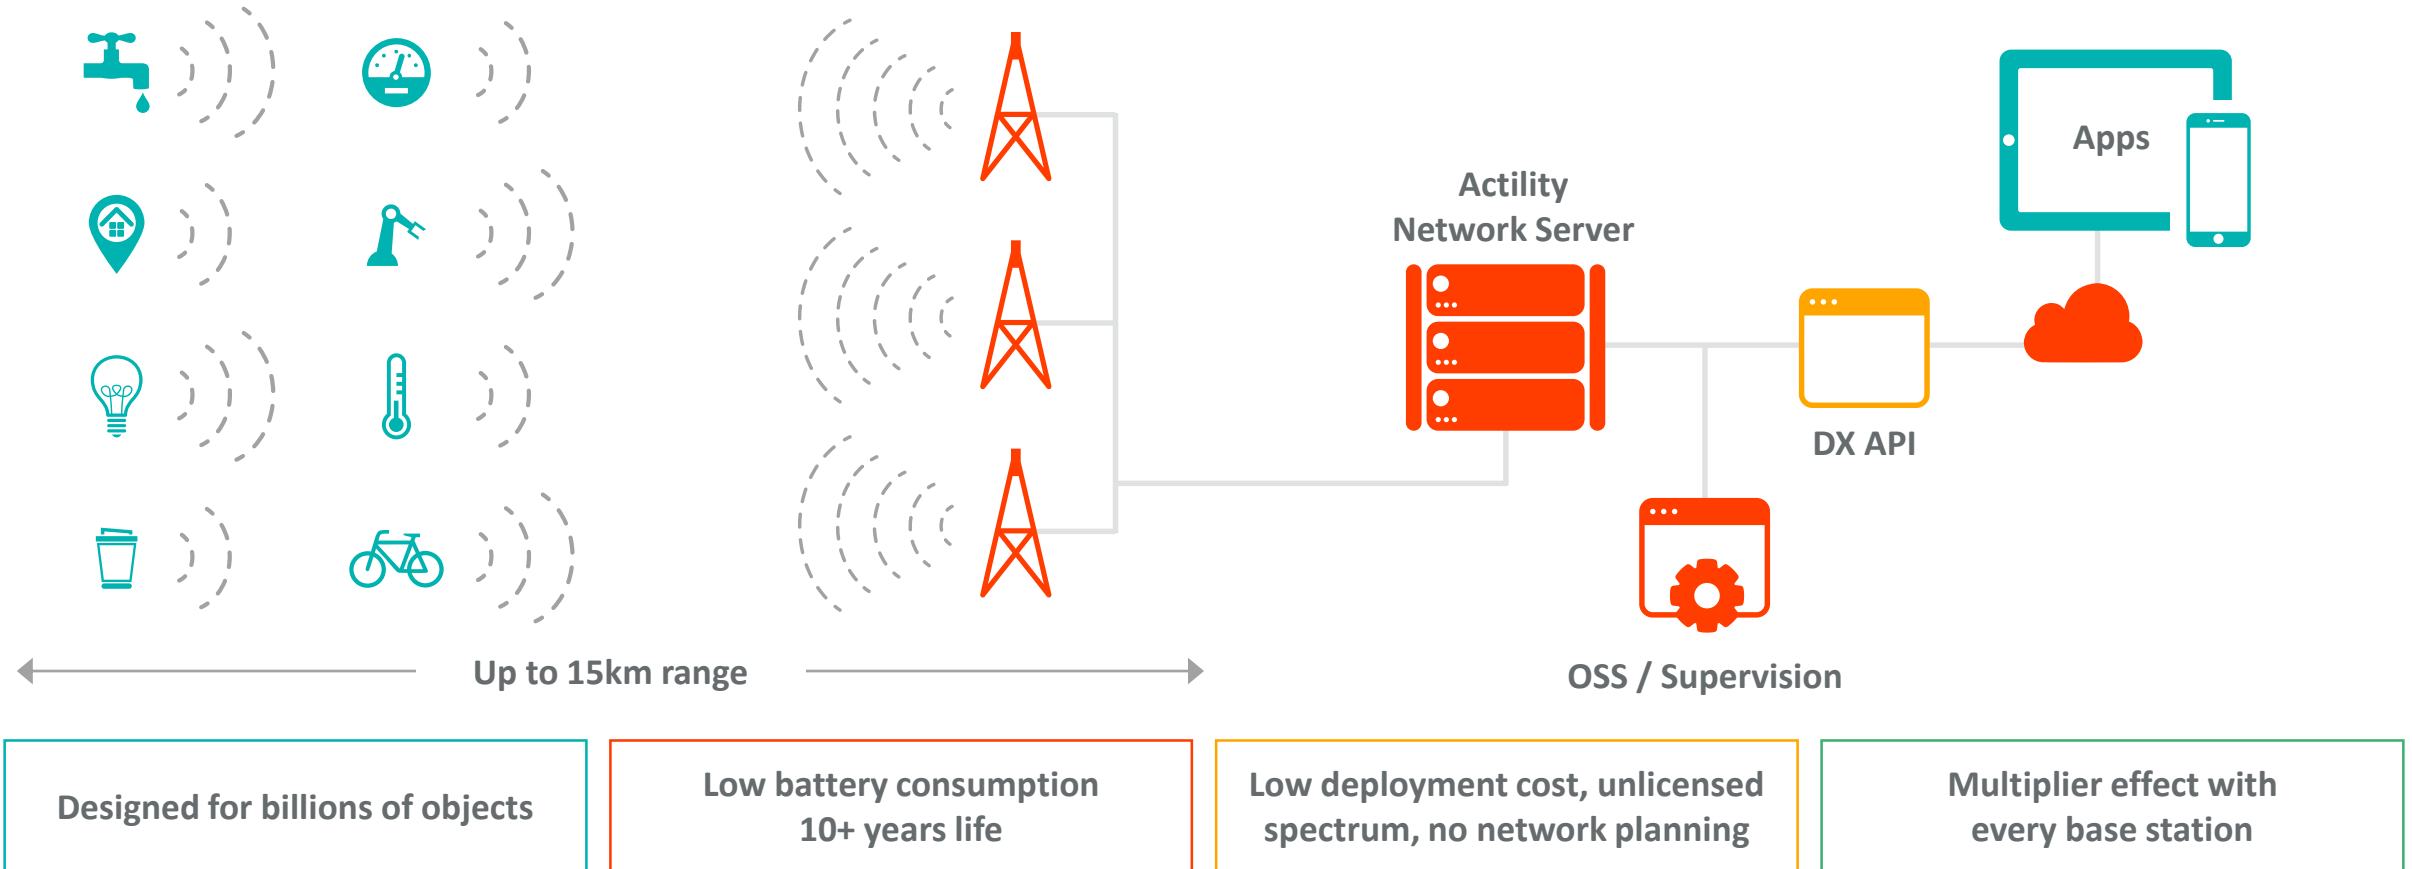 Apps
Actility
Network Server
DX API
Up to 15km range
OSS / Supervision
Designed for billions of objects
Low battery consumption
10+ years life
Low deployment cost, unlicensed
spectrum, no network planning
Multiplier effect with
every base station